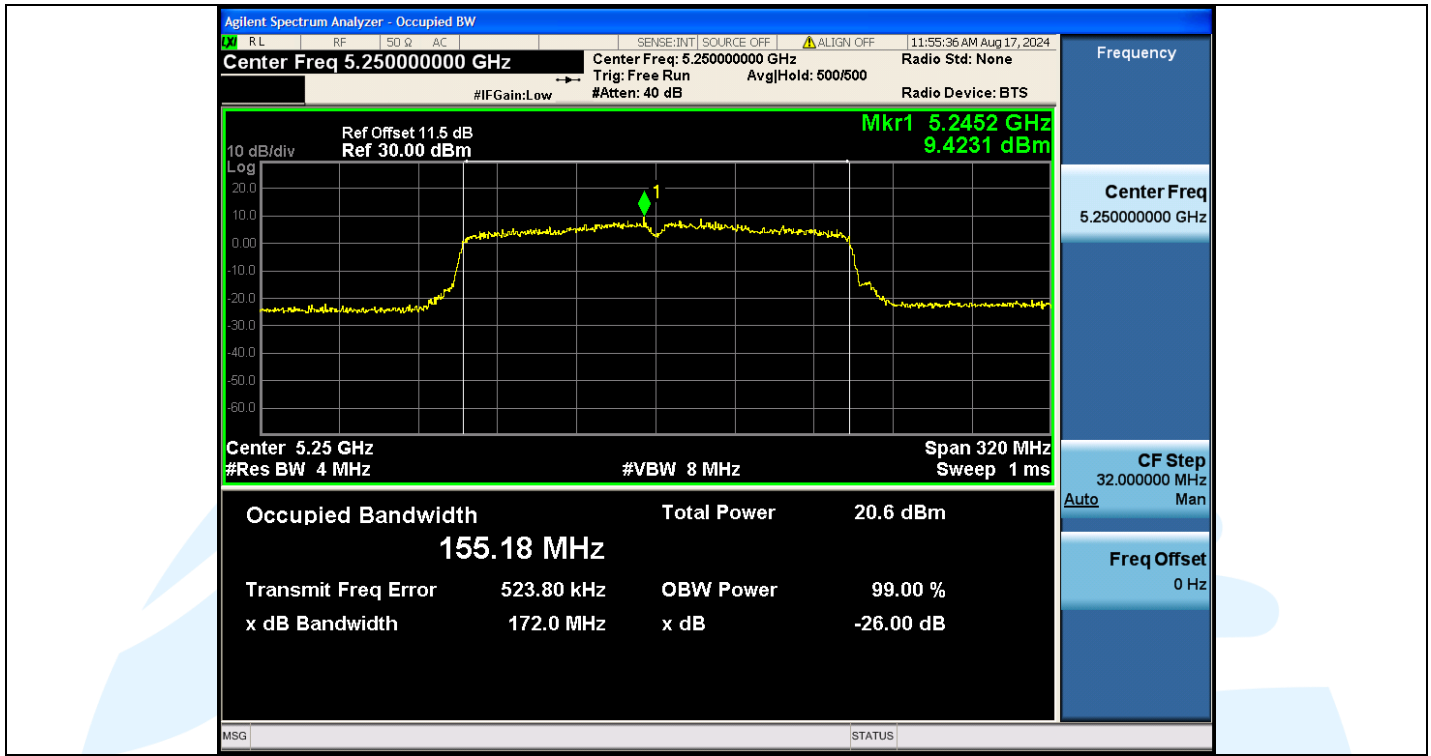 Agilent Spectrum Analyzer - Occupied BW
LXI RL RF 50 Ω AC SENSE:INT SOURCE OFF ALIGN OFF 11:55:36 AM Aug 17, 2024
Center Freq 5.250000000 GHz
Center Freq: 5.250000000 GHz
Radio Std: None
Trig: Free Run Avg|Hold: 500/500
#IFGain:Low
#Atten: 40 dB
Radio Device: BTS
Frequency
Mkr1 5.2452 GHz
9.4231 dBm
Ref Offset 11.5 dB
10 dB/div Ref 30.00 dBm
Log
20.0
10.0
0.00
-10.0
-20.0
-30.0
-40.0
-50.0
-60.0
1
Center 5.25 GHz Span 320 MHz
#Res BW 4 MHz #VBW 8 MHz Sweep 1 ms
Center Freq
5.250000000 GHz
CF Step
32.000000 MHz
Auto Man
Freq Offset
0 Hz
Occupied Bandwidth Total Power 20.6 dBm
155.18 MHz
Transmit Freq Error 523.80 kHz OBW Power 99.00 %
x dB Bandwidth 172.0 MHz x dB -26.00 dB
MSG STATUS